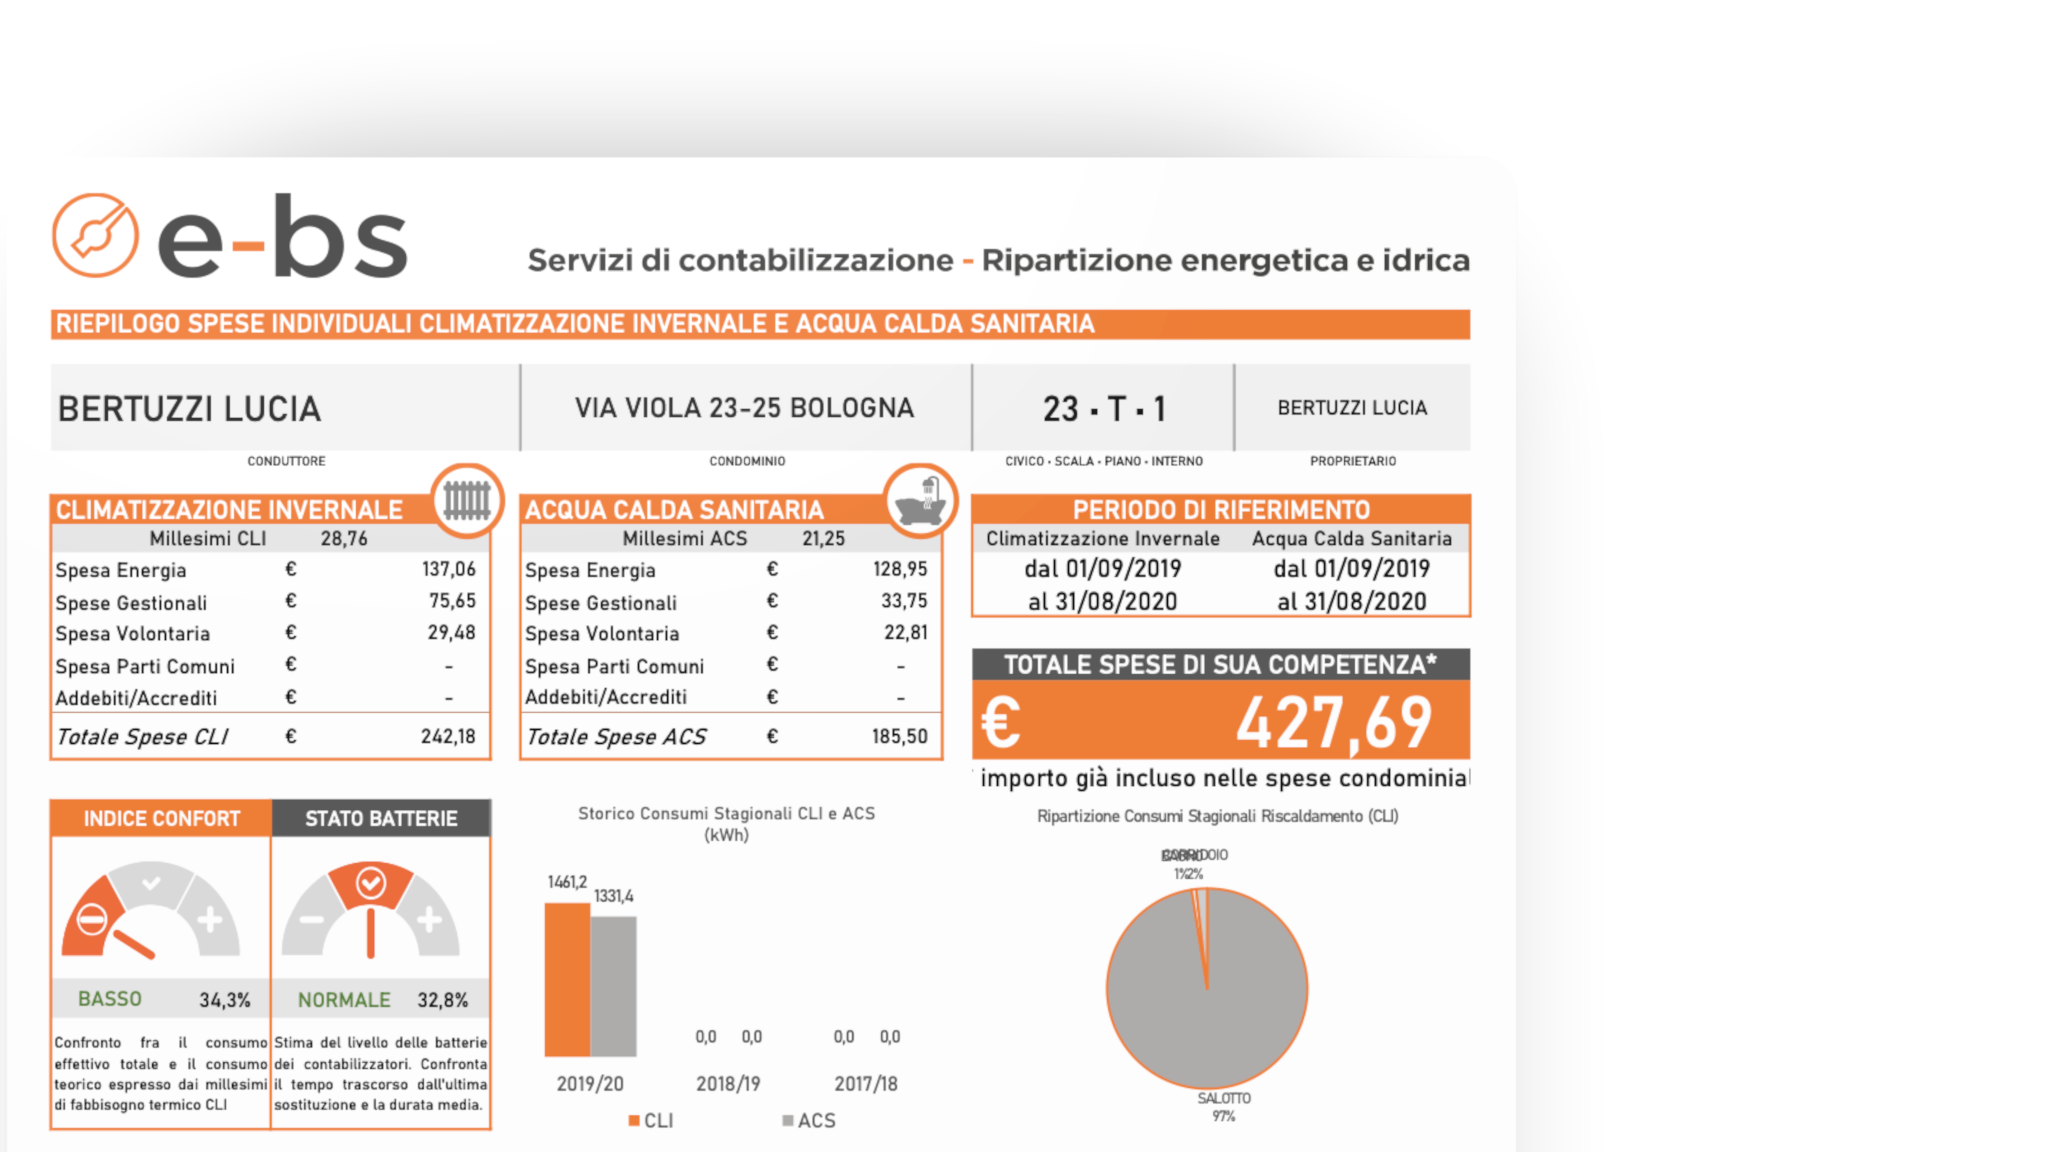 e-bs
Servizi di contabilizzazione - Ripartizione energetica e idrica
RIEPILOGO SPESE INDIVIDUALI CLIMATIZZAZIONE INVERNALE E ACQUA CALDA SANITARIA
BERTUZZI LUCIA
VIA VIOLA 23-25 BOLOGNA
23 · T · 1
BERTUZZI LUCIA
CONDUTTORE
CONDOMINIO
CIVICO · SCALA · PIANO · INTERNO
PROPRIETARIO
CLIMATIZZAZIONE INVERNALE
Millesimi CLI 28,76
Spesa Energia € 137,06
Spese Gestionali € 75,65
Spesa Volontaria € 29,48
Spesa Parti Comuni € -
Addebiti/Accrediti € -
Totale Spese CLI € 242,18
ACQUA CALDA SANITARIA
Millesimi ACS 21,25
Spesa Energia € 128,95
Spese Gestionali € 33,75
Spesa Volontaria € 22,81
Spesa Parti Comuni € -
Addebiti/Accrediti € -
Totale Spese ACS € 185,50
PERIODO DI RIFERIMENTO
Climatizzazione Invernale Acqua Calda Sanitaria
dal 01/09/2019 dal 01/09/2019
al 31/08/2020 al 31/08/2020
TOTALE SPESE DI SUA COMPETENZA*
€ 427,69
importo già incluso nelle spese condominial
INDICE CONFORT
BASSO 34,3%
Confronto fra il consumo
effettivo totale e il consumo
teorico espresso dai millesimi
di fabbisogno termico CLI
STATO BATTERIE
NORMALE 32,8%
Stima del livello delle batterie
dei contabilizzatori. Confronta
il tempo trascorso dall'ultima
sostituzione e la durata media.
Storico Consumi Stagionali CLI e ACS
(kWh)
1461,2
1331,4
0,0 0,0 0,0 0,0
2019/20 2018/19 2017/18
CLI ACS
Ripartizione Consumi Stagionali Riscaldamento (CLI)
CORRIDOIO
1% 2%
SALOTTO
97%